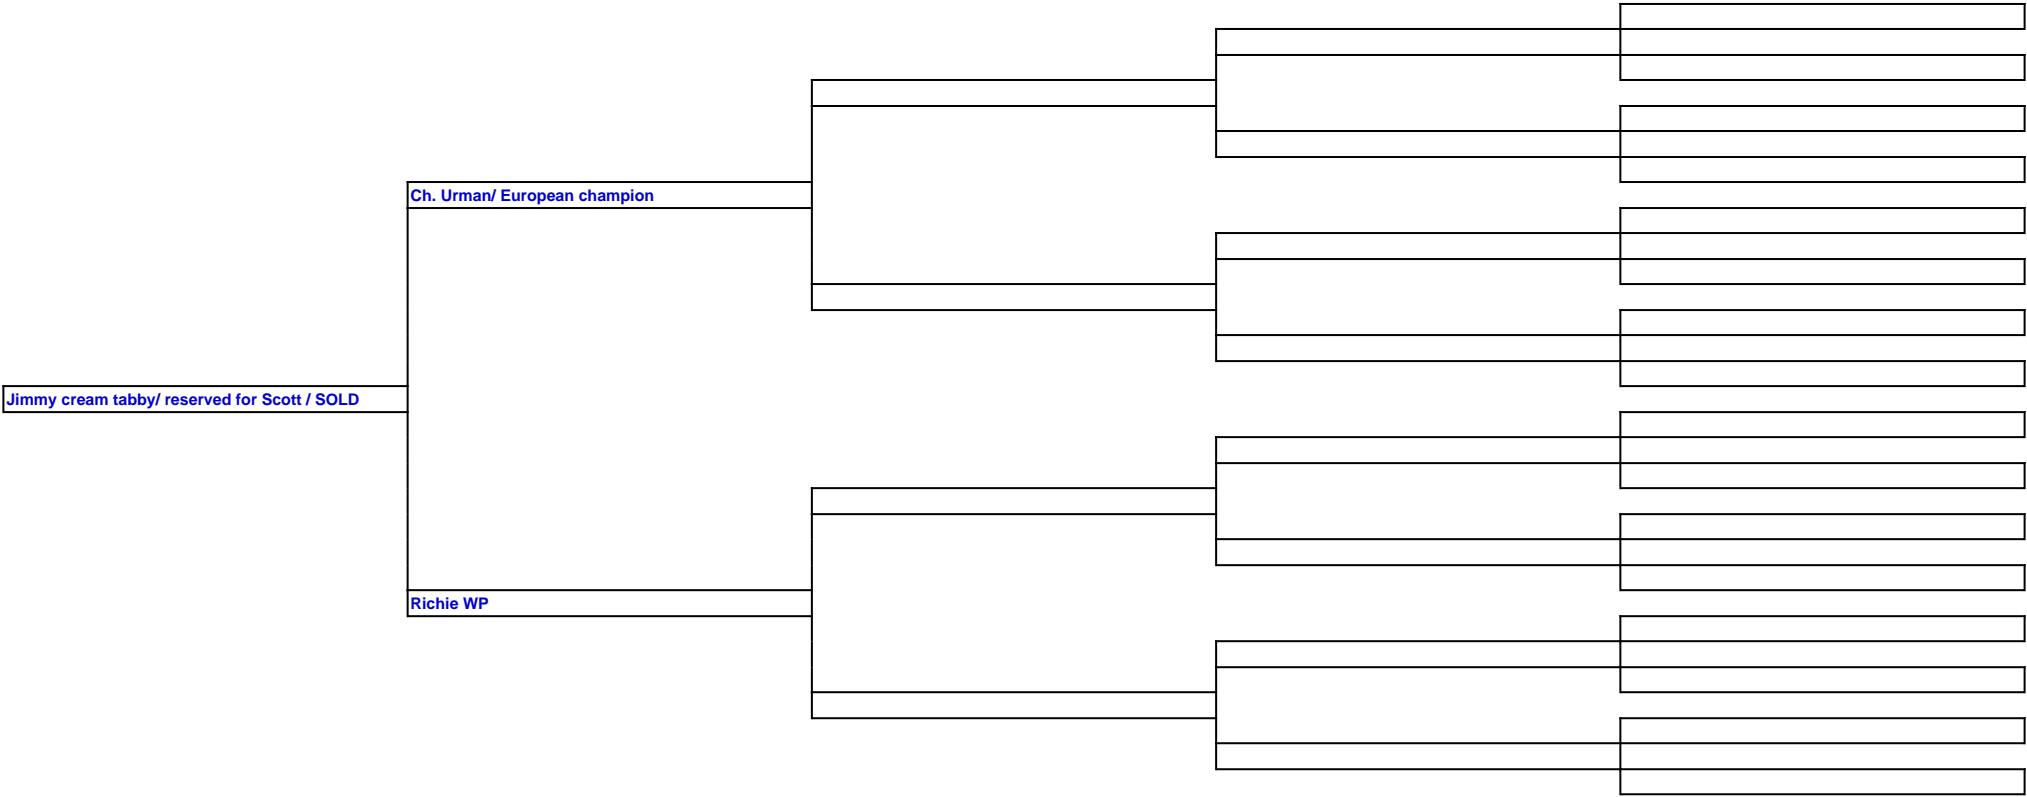 Ch. Urman/ European champion
Jimmy cream tabby/ reserved for Scott / SOLD
Richie WP